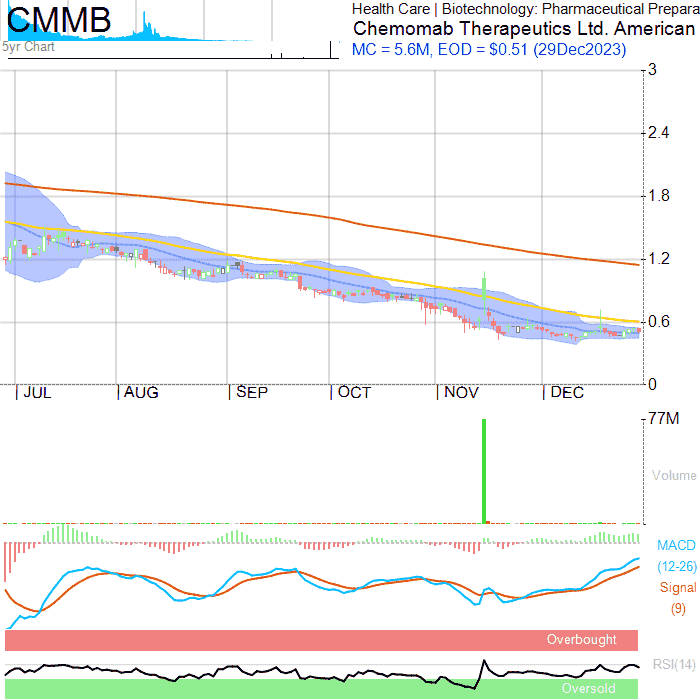 CMMB
Health Care | Biotechnology: Pharmaceutical Prepara
Chemomab Therapeutics Ltd. American
5yr Chart
MC = 5.6M, EOD = $0.51 (29Dec2023)
3
2.4
1.8
1.2
0.6
0
JUL AUG SEP OCT NOV DEC
77M
Volume
MACD
(12-26)
Signal
(9)
Overbought
RSI(14)
Oversold